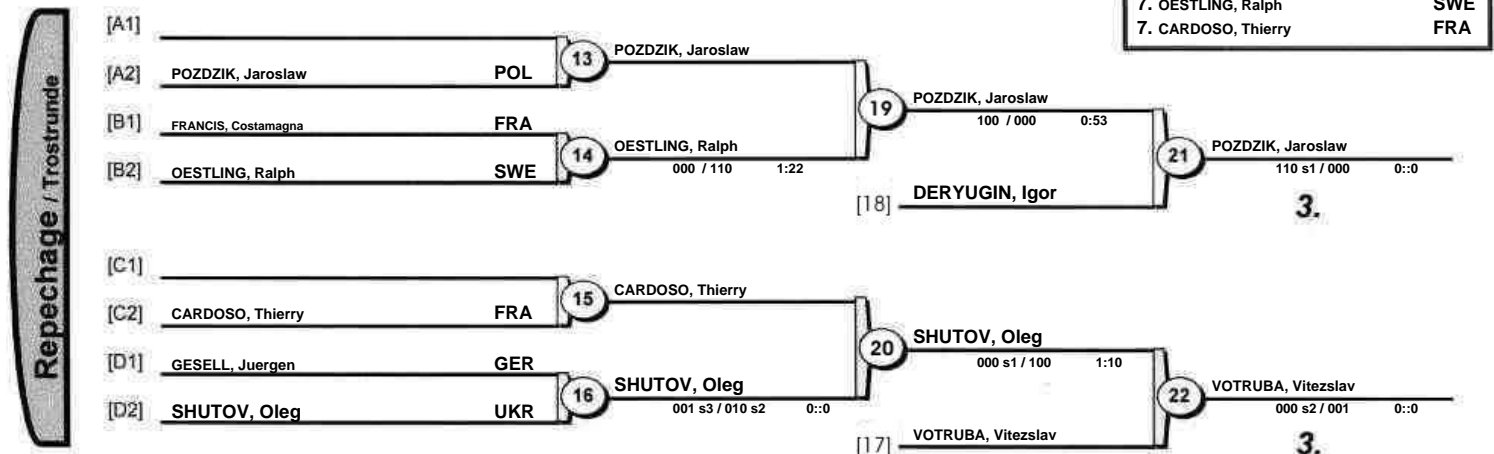 7. OESTLING, Ralph SWE
7. CARDOSO, Thierry FRA
Repechage / Trostrunde
[A1]
[A2] POZDZIK, Jaroslaw POL
13 POZDZIK, Jaroslaw
[B1] FRANCIS, Costamagna FRA
[B2] OESTLING, Ralph SWE
14 OESTLING, Ralph
000 / 110 1:22
19 POZDZIK, Jaroslaw
100 / 000 0:53
[18] DERYUGIN, Igor
21 POZDZIK, Jaroslaw
110 s1 / 000 0::0
3.
[C1]
[C2] CARDOSO, Thierry FRA
15 CARDOSO, Thierry
[D1] GESELL, Juergen GER
[D2] SHUTOV, Oleg UKR
16 SHUTOV, Oleg
001 s3 / 010 s2 0::0
20 SHUTOV, Oleg
000 s1 / 100 1:10
[17] VOTRUBA, Vitezslav
22 VOTRUBA, Vitezslav
000 s2 / 001 0::0
3.